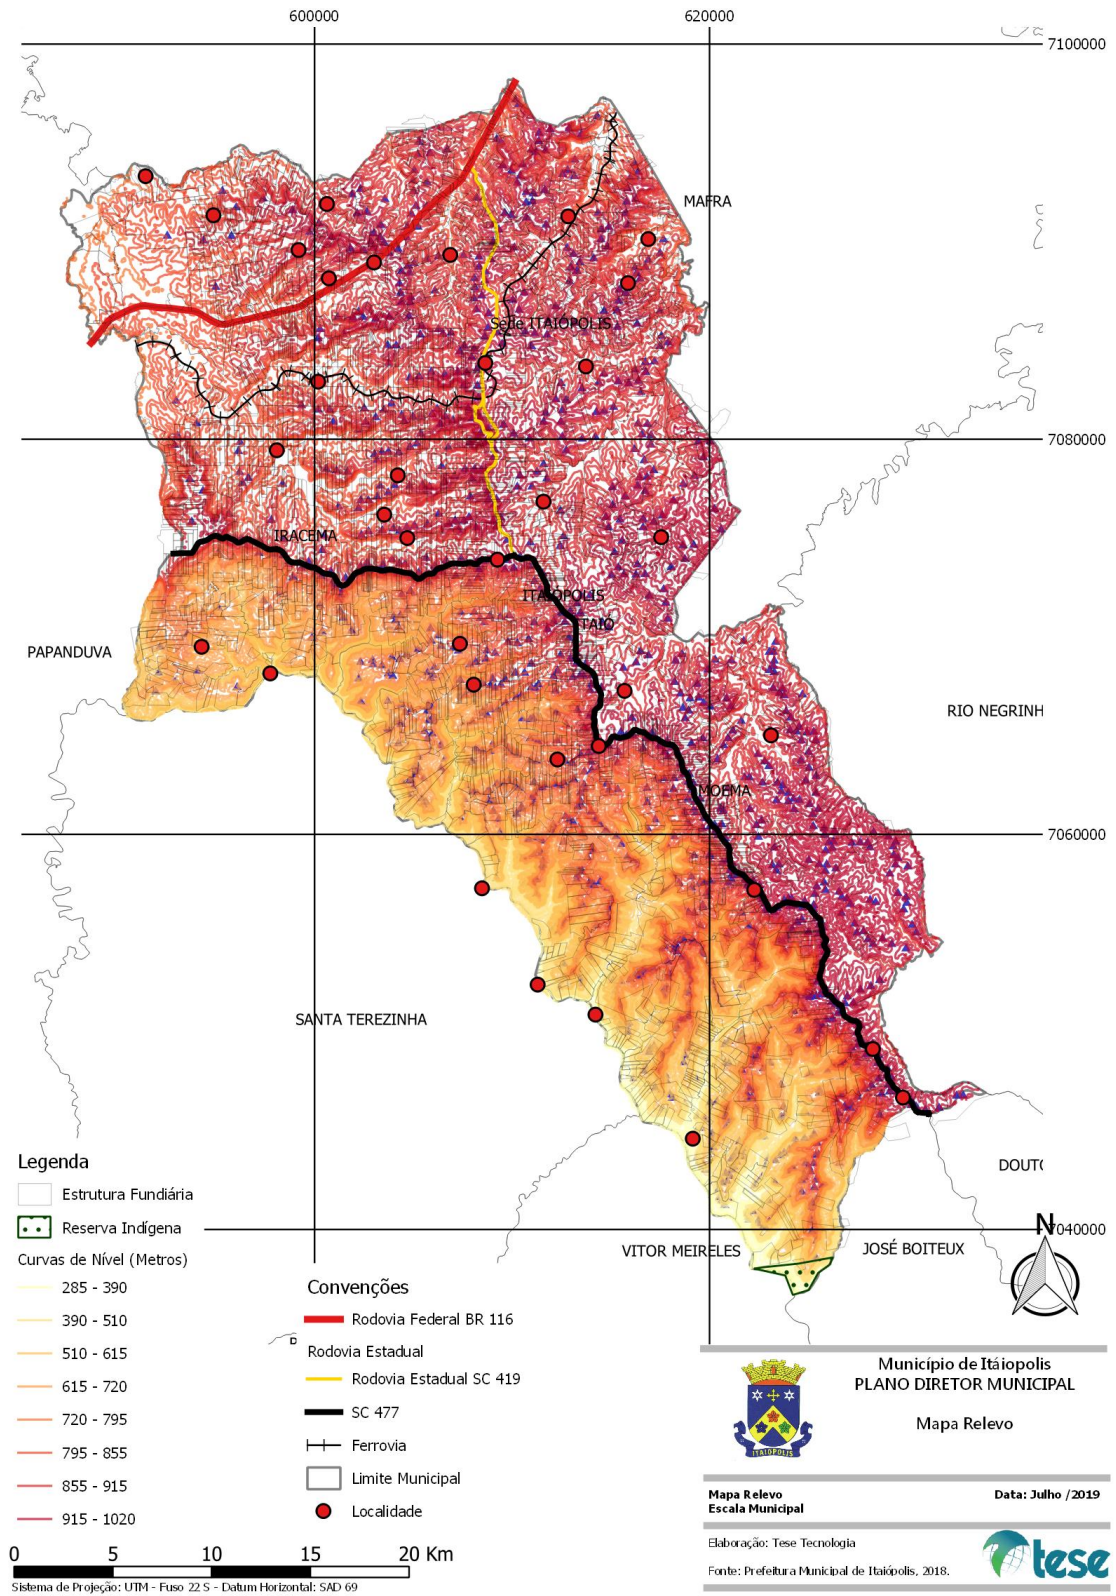 600000
620000
7100000
MAFRA
Sede ITAIÓPOLIS
7080000
IRACEMA
ITAIÓPOLIS
ITAIÓ
PAPANDUVA
RIO NEGRINH
MOEMA
7060000
SANTA TEREZINHA
DOUTO
7040000
N
VITOR MEIRELES
JOSÉ BOITEUX
Legenda
Estrutura Fundiária
Reserva Indígena
Curvas de Nível (Metros)
285 - 390
390 - 510
510 - 615
615 - 720
720 - 795
795 - 855
855 - 915
915 - 1020
Convenções
Rodovia Federal BR 116
Rodovia Estadual
Rodovia Estadual SC 419
SC 477
Ferrovia
Limite Municipal
Localidade
0 5 10 15 20 Km
Sistema de Projeção: UTM - Fuso 22 S - Datum Horizontal: SAD 69
Município de Itáiopolis
PLANO DIRETOR MUNICIPAL
Mapa Relevo
ITAIÓPOLIS
Mapa Relevo
Escala Municipal
Data: Julho /2019
Elaboração: Tese Tecnologia
Fonte: Prefeitura Municipal de Itaiópolis, 2018.
tese